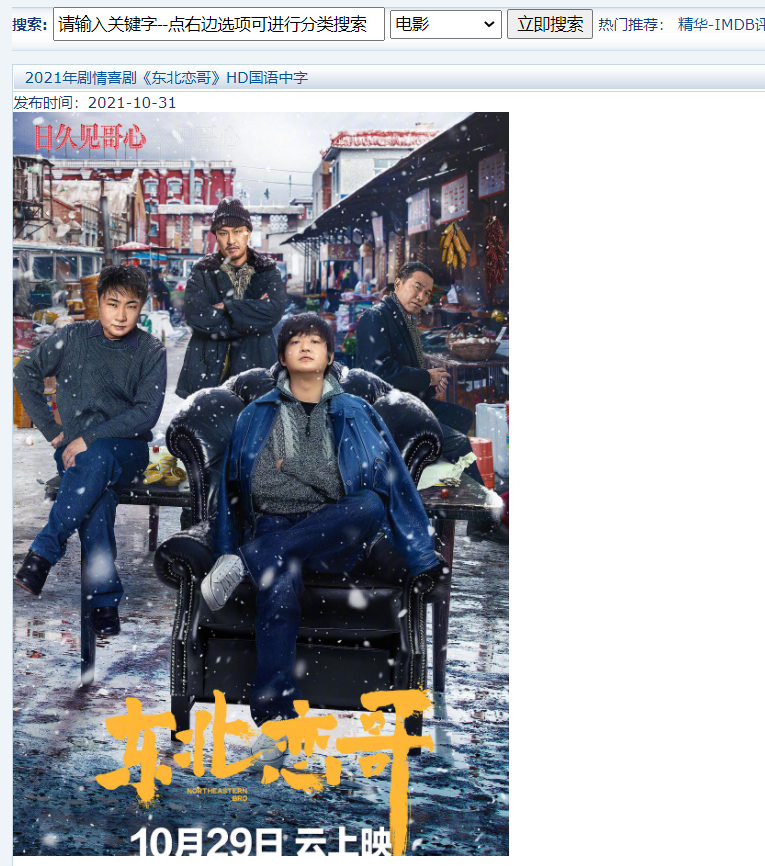 搜索: 请输入关键字--点右边选项可进行分类搜索 电影 立即搜索 热门推荐： 精华-IMDB评
2021年剧情喜剧《东北恋哥》HD国语中字
发布时间：2021-10-31
日久见哥心
东北恋哥
NORTHEASTERN
BRO
10月29日 云上映